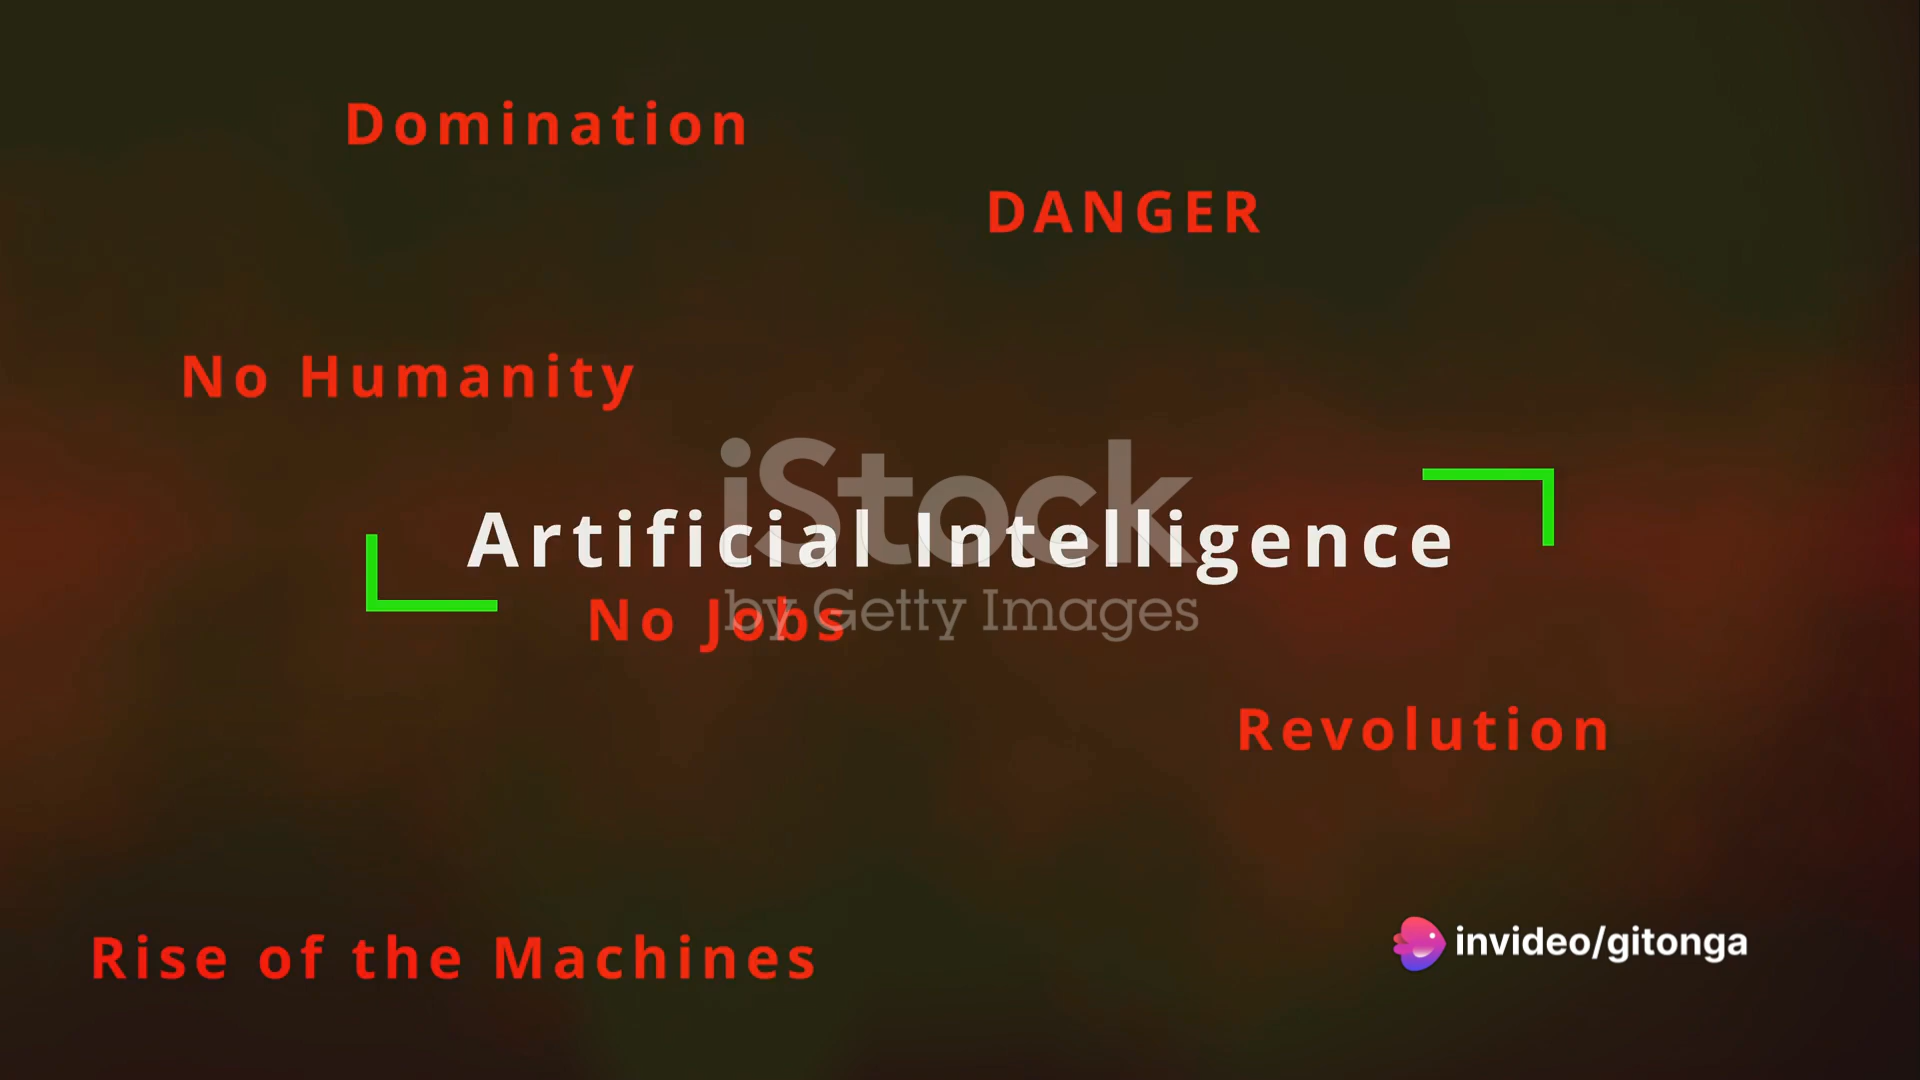 Domination
DANGER
No Humanity
iStock
Artificial Intelligence
by Getty Images
No Jobs
Revolution
invideo/gitonga
Rise of the Machines